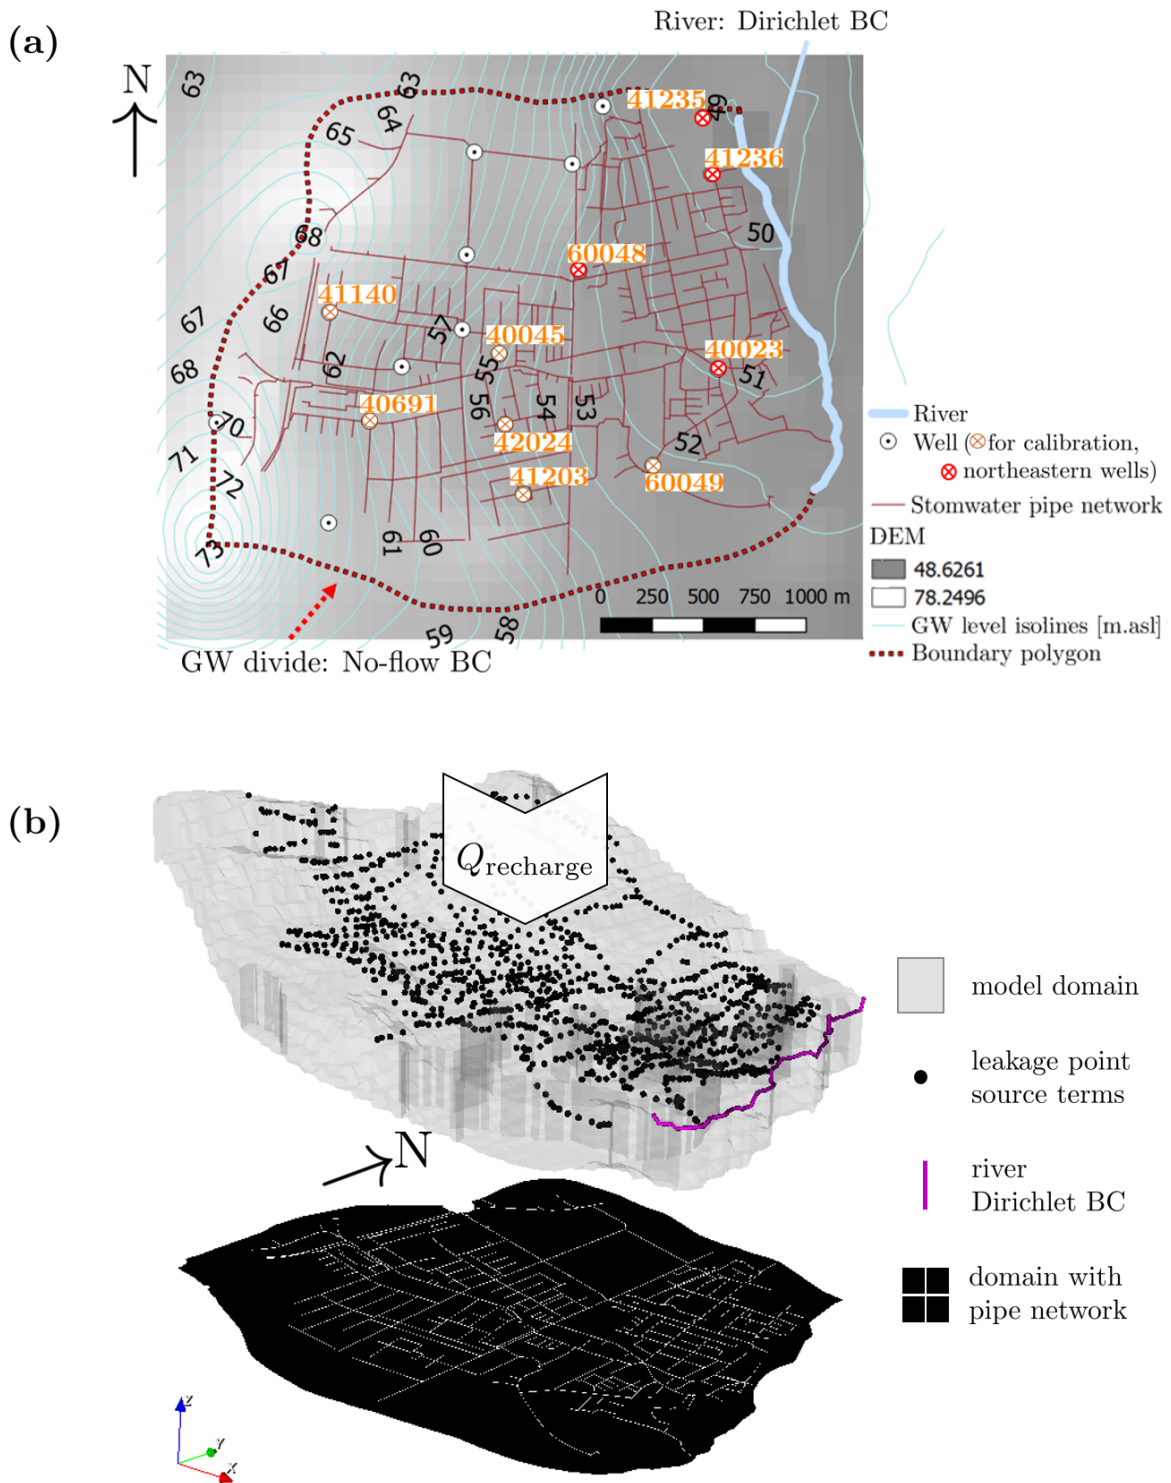 River: Dirichlet BC
(a)
N
63
63
64
65
41235
49
41236
68
50
67
60048
66
41140
67
57
40045
62
55
40023
68
51
40691
56
54
53
River
70
42024
52
Well (⊗for calibration,
71
72
41203
60049
⊗ northeastern wells)
Stomwater pipe network
73
61
60
DEM
48.6261
0 250 500 750 1000 m
78.2496
59
58
GW level isolines [m.asl]
GW divide: No-flow BC
Boundary polygon
(b)
Qrecharge
model domain
leakage point
source terms
N
river
Dirichlet BC
domain with
pipe network
Z
Y
X